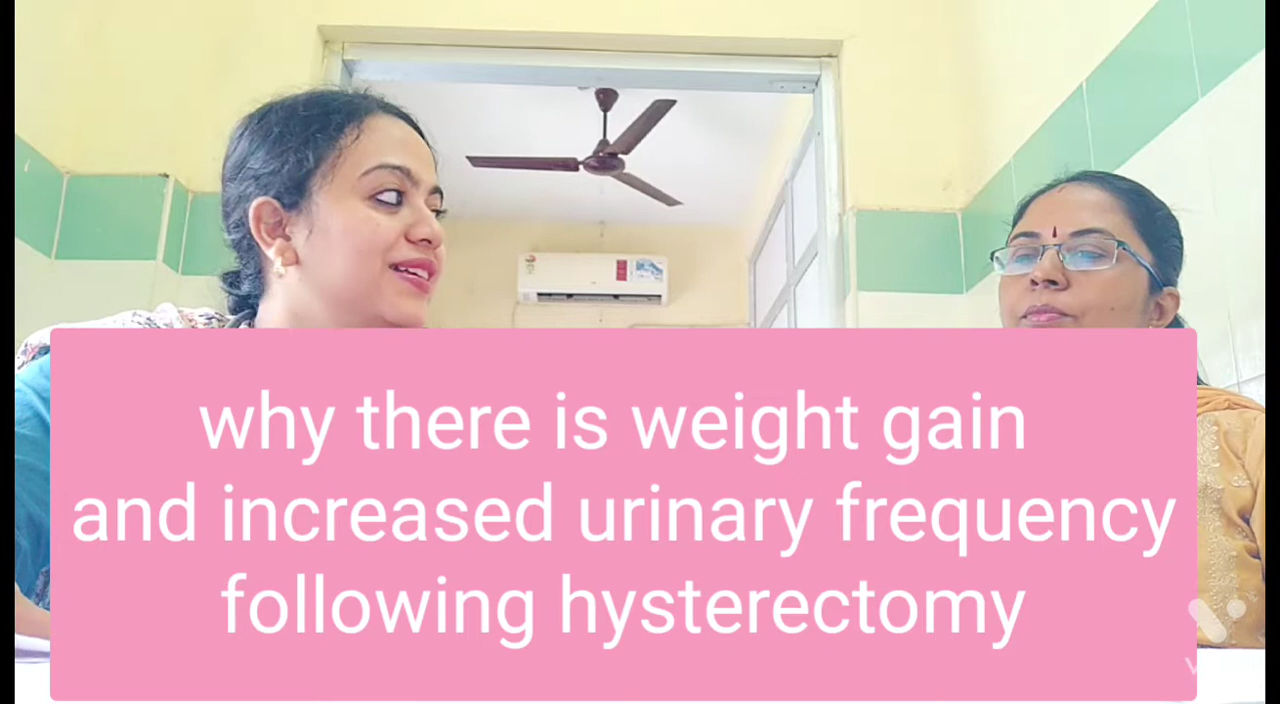 why there is weight gain
and increased urinary frequency
following hysterectomy